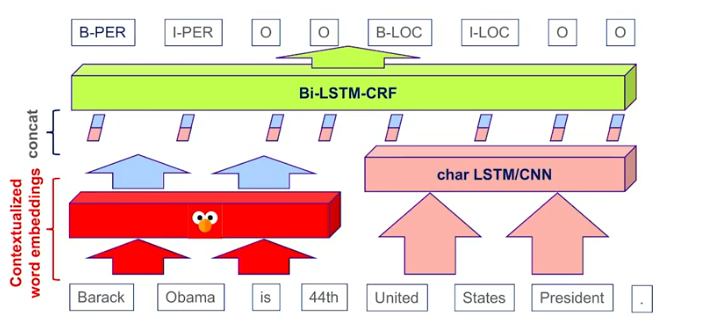 B-PER I-PER O O B-LOC I-LOC O O
Bi-LSTM-CRF
concat
char LSTM/CNN
Contextualized
word embeddings
Barack Obama is 44th United States President .